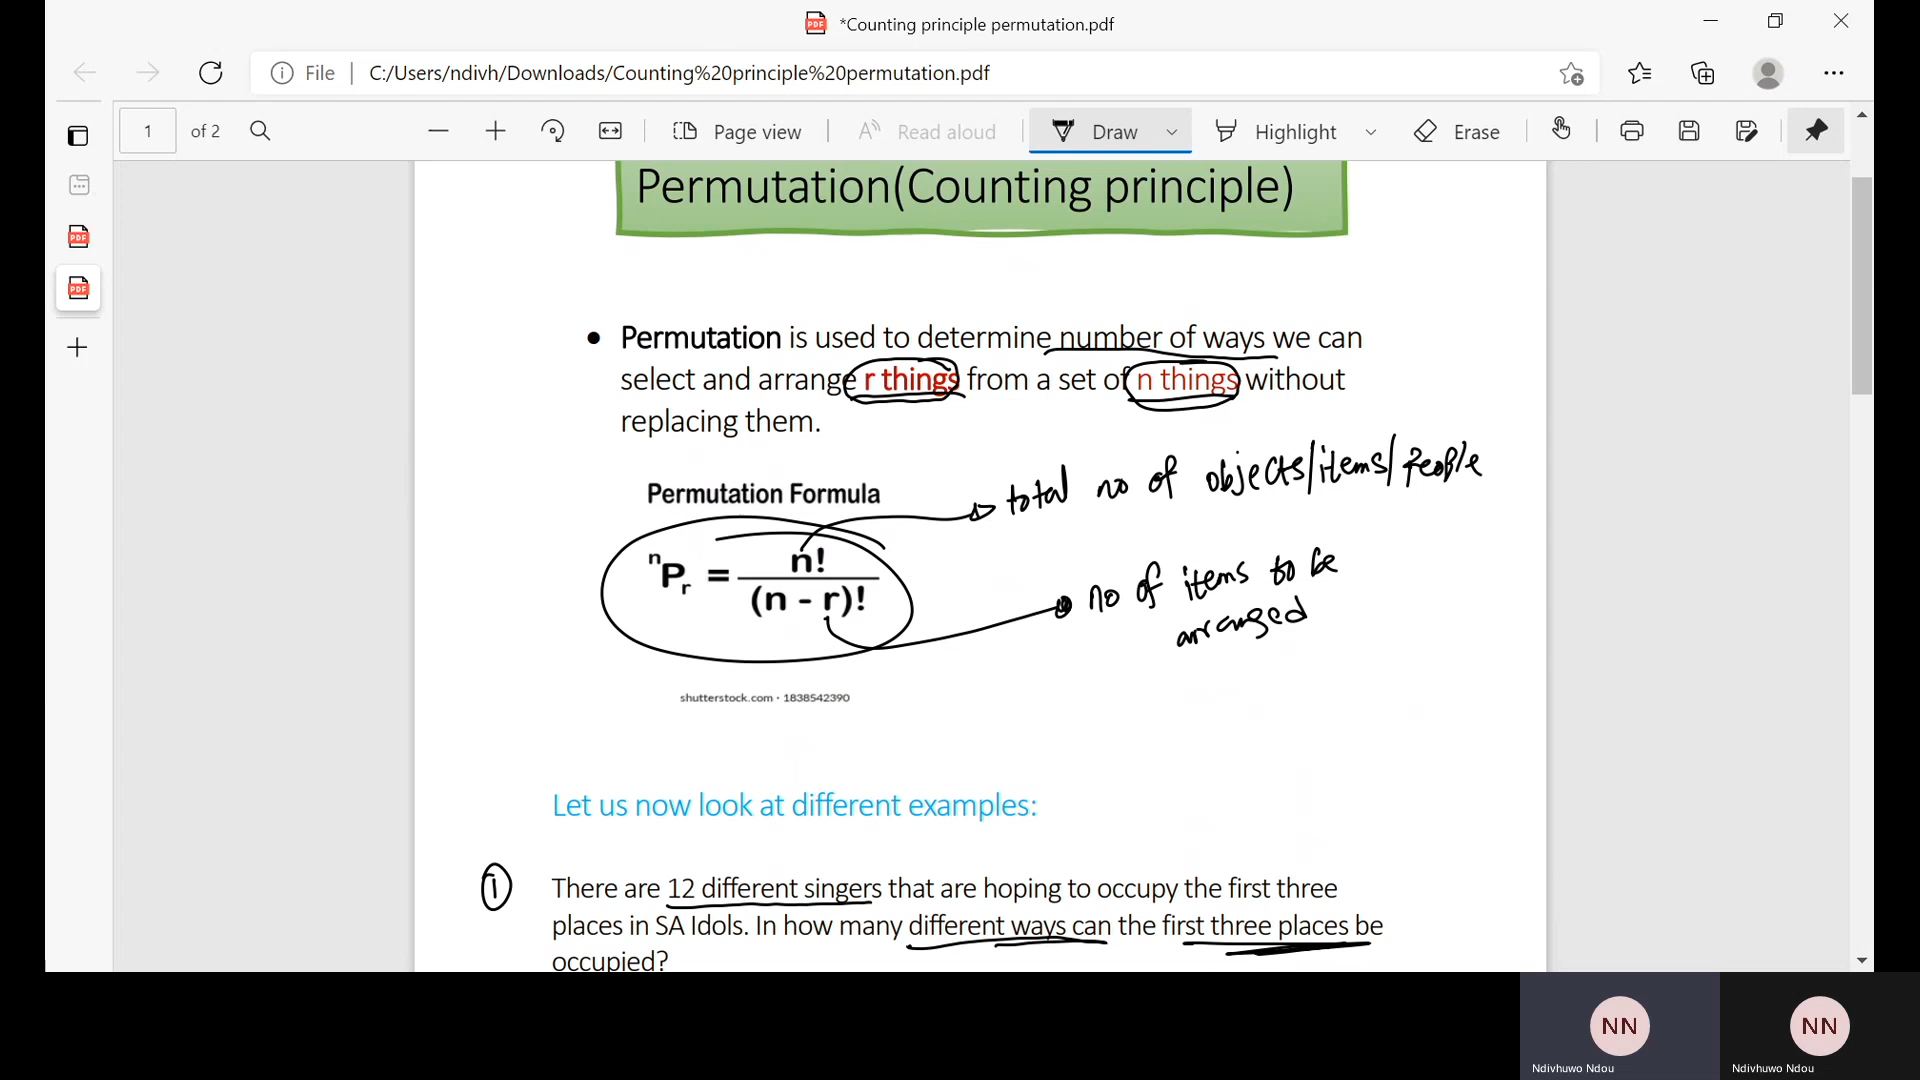 *Counting principle permutation.pdf
File
C:/Users/ndivh/Downloads/Counting%20principle%20permutation.pdf
1 of 2
Page view
Read aloud
Draw
Highlight
Erase
Permutation(Counting principle)
• Permutation is used to determine number of ways we can
select and arrange r things from a set of n things without
replacing them.
total no of objects/items/people
Permutation Formula
nPr = n! / (n - r)!
no of items to be
arranged
shutterstock.com · 1838542390
Let us now look at different examples:
1 There are 12 different singers that are hoping to occupy the first three
places in SA Idols. In how many different ways can the first three places be
occupied?
NN NN
Ndivhuwo Ndou Ndivhuwo Ndou